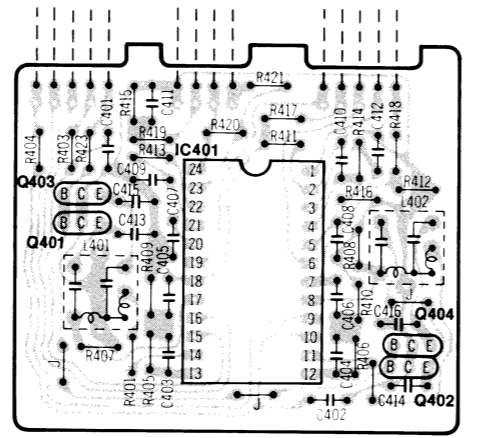 R421
R415
C411
C401
R417
C410
R414
C412
R418
R404
R403
R422
R419
R420
R411
R413
IC401
Q403
C409
24
1
B C E
C415
23
2
R416
R412
C407
22
3
L402
Q401
B C E
C413
21
4
C408
L401
20
5
R408
R409
C405
19
6
18
7
R410
J
17
8
C406
C416
Q404
16
9
15
10
B C E
J
R407
14
11
R406
B C E
R401
R405
C403
13
12
C404
J
C402
C414
Q402